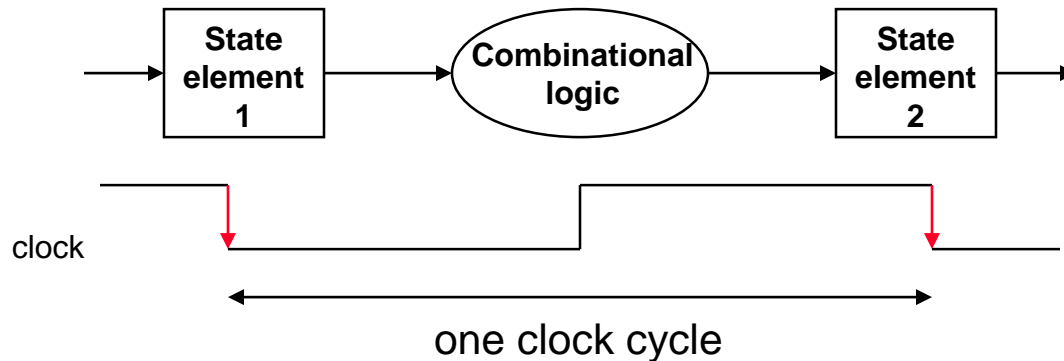 State
element
1
Combinational
logic
State
element
2
clock
one clock cycle